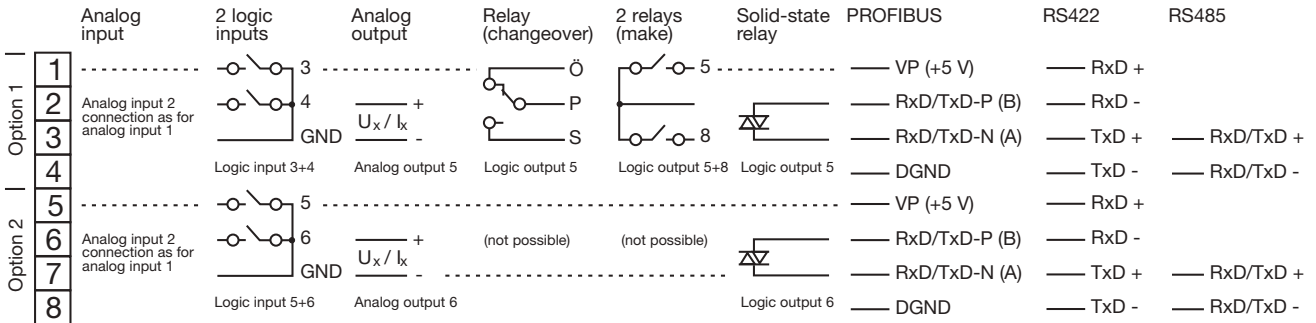 Analog input
2 logic inputs
Analog output
Relay (changeover)
2 relays (make)
Solid-state relay
PROFIBUS
RS422
RS485
Option 1
1
3
Ö
5
VP (+5 V)
RxD +
2
Analog input 2
connection as for
analog input 1
4
+
Ux / Ix
-
P
RxD/TxD-P (B)
RxD -
3
GND
S
8
RxD/TxD-N (A)
TxD +
RxD/TxD +
4
Logic input 3+4
Analog output 5
Logic output 5
Logic output 5+8
Logic output 5
DGND
TxD -
RxD/TxD -
Option 2
5
5
VP (+5 V)
RxD +
6
Analog input 2
connection as for
analog input 1
6
+
Ux / Ix
-
(not possible)
(not possible)
RxD/TxD-P (B)
RxD -
7
GND
RxD/TxD-N (A)
TxD +
RxD/TxD +
8
Logic input 5+6
Analog output 6
Logic output 6
DGND
TxD -
RxD/TxD -